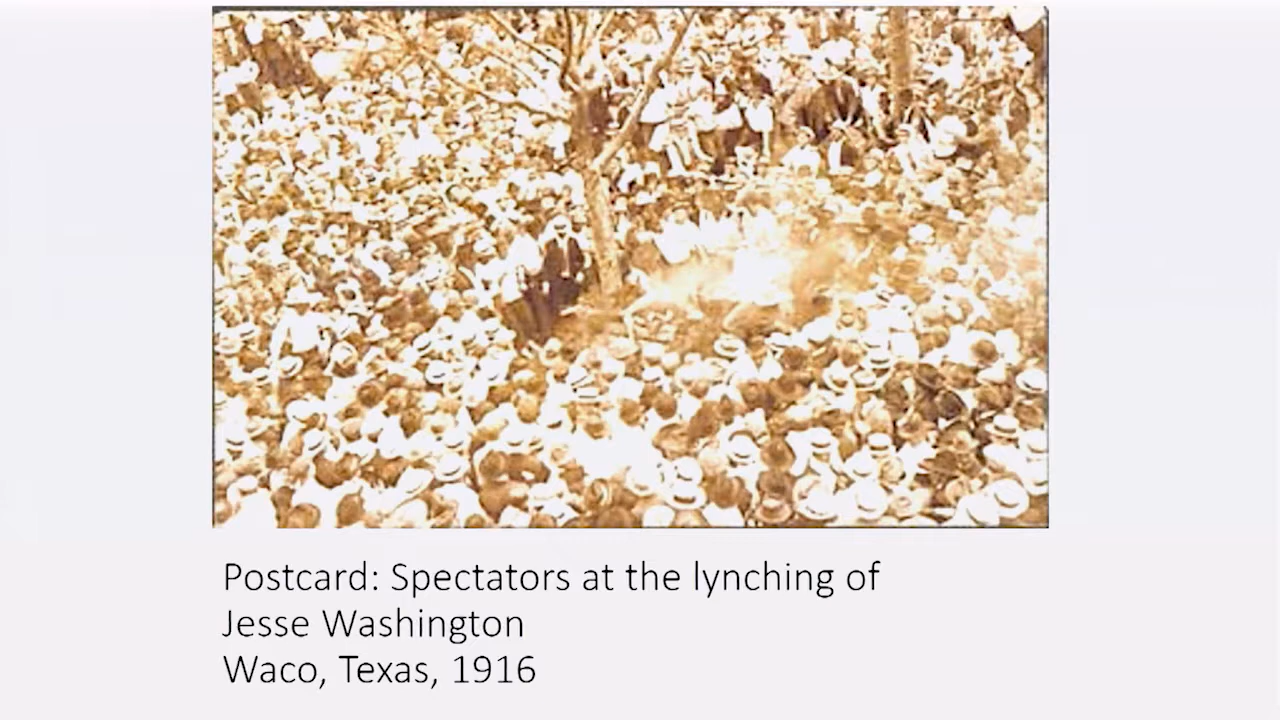 Postcard: Spectators at the lynching of
Jesse Washington
Waco, Texas, 1916